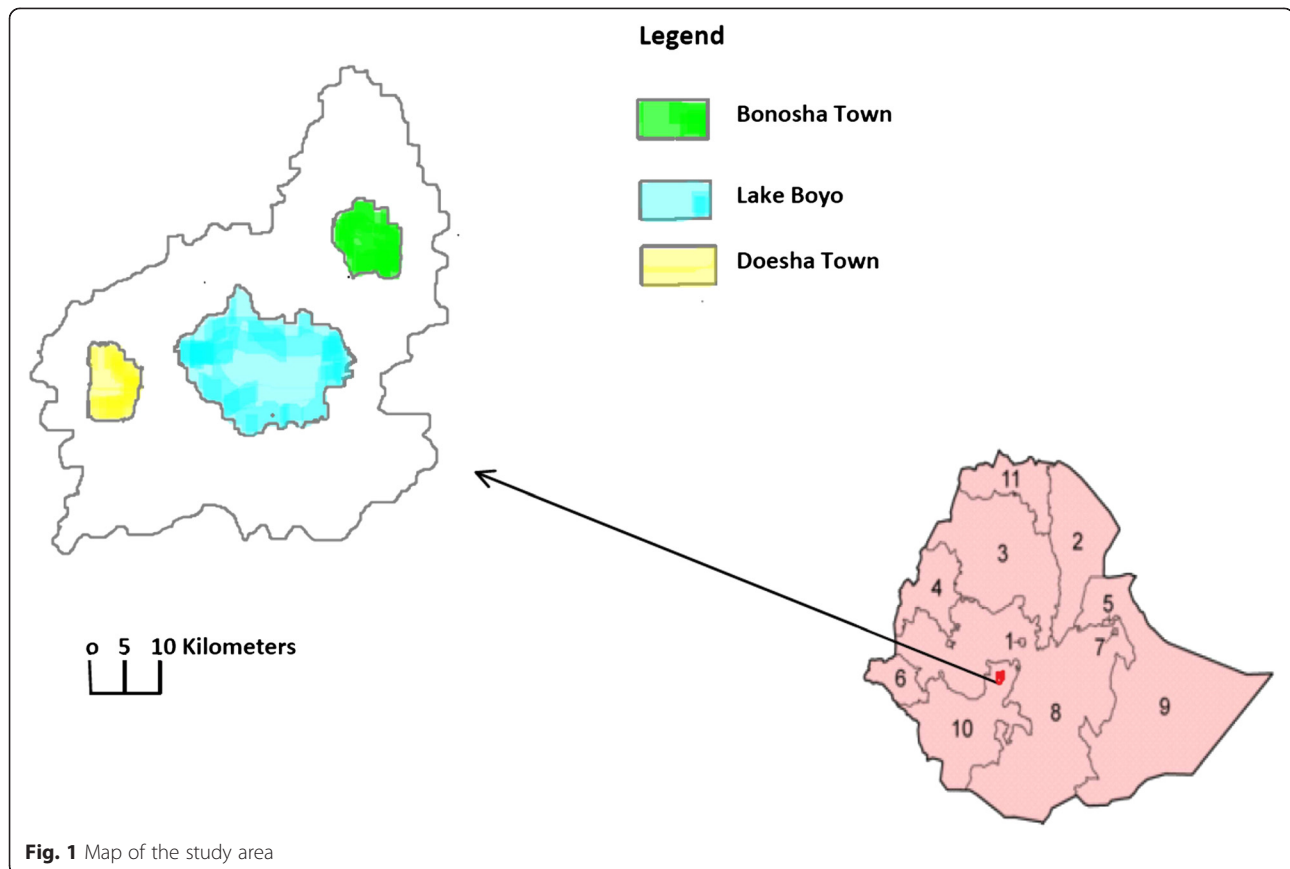 Legend
Bonosha Town
Lake Boyo
Doesha Town
o 5 10 Kilometers
11
3
2
4
5
1
7
6
8
9
10
Fig. 1 Map of the study area